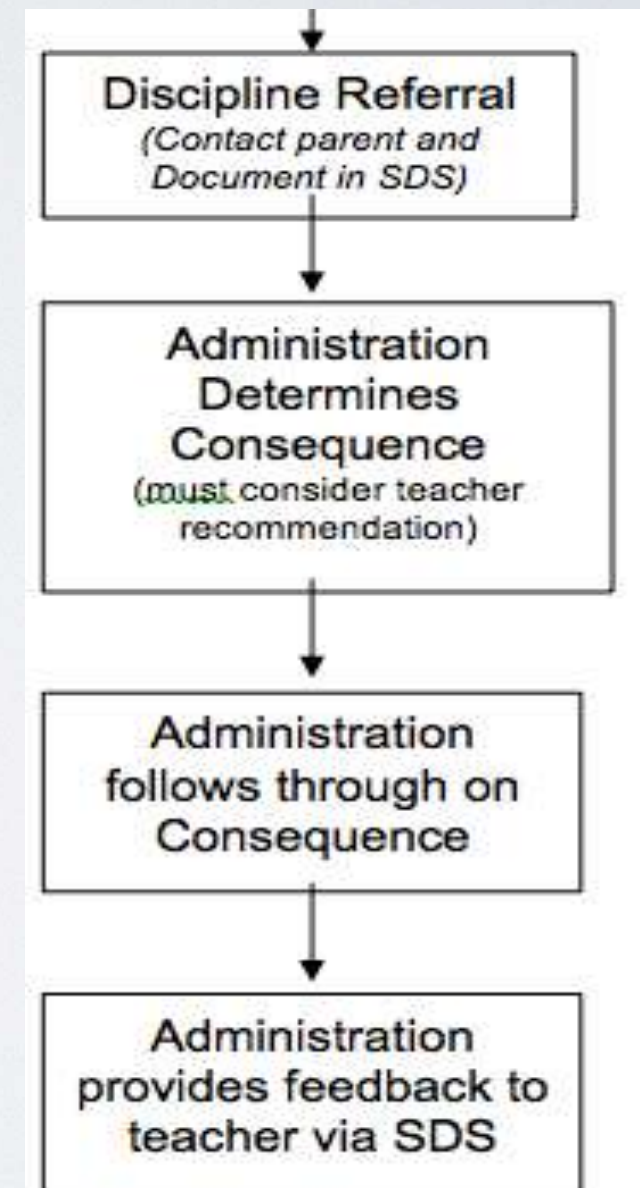 Discipline Referral
(Contact parent and
Document in SDS)
Administration
Determines
Consequence
(must consider teacher
recommendation)
Administration
follows through on
Consequence
Administration
provides feedback to
teacher via SDS